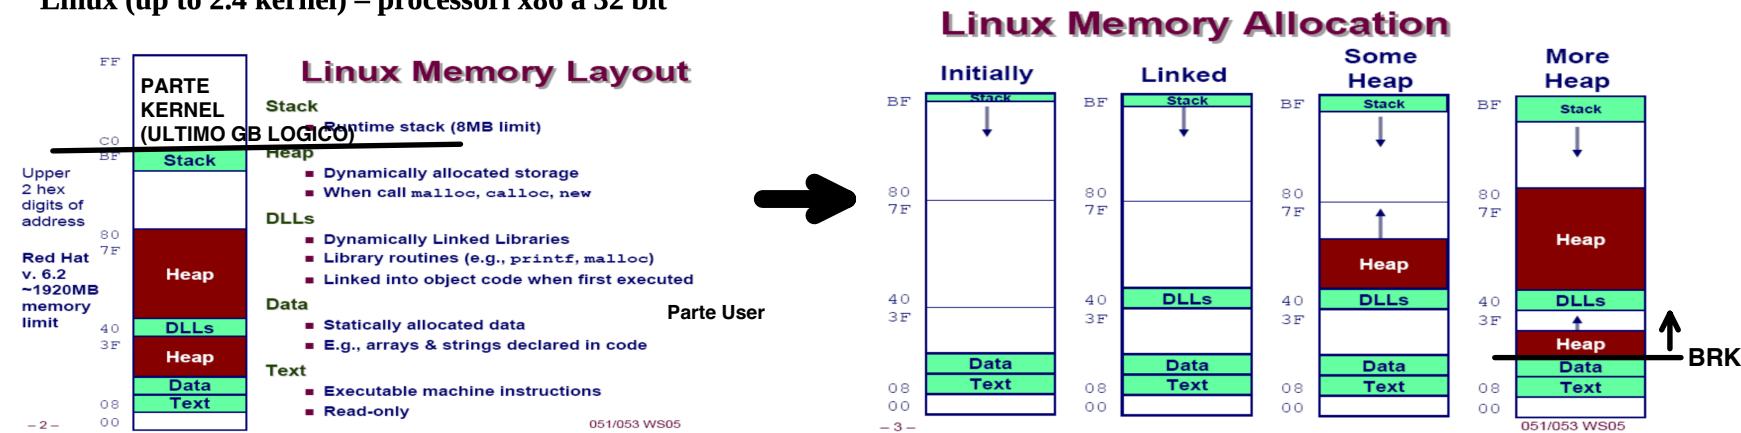 Linux (up to 2.4 kernel) – processori x86 a 32 bit
Linux Memory Layout
FF
PARTE
KERNEL
(ULTIMO GB LOGICO)
C0
BF
Stack
80
7F
Heap
40
DLLs
3F
Heap
Data
08
Text
00
Upper
2 hex
digits of
address
Red Hat
v. 6.2
~1920MB
memory
limit
Stack
Runtime stack (8MB limit)
Heap
Dynamically allocated storage
When call malloc, calloc, new
DLLs
Dynamically Linked Libraries
Library routines (e.g., printf, malloc)
Linked into object code when first executed
Data
Statically allocated data
E.g., arrays & strings declared in code
Text
Executable machine instructions
Read-only
– 2 –
051/053 WS05
Parte User
Linux Memory Allocation
Initially
BF
Stack
80
7F
40
3F
Data
08
Text
00
Linked
BF
Stack
80
7F
40
DLLs
3F
Data
08
Text
00
Some
Heap
BF
Stack
80
7F
Heap
40
DLLs
3F
Data
08
Text
00
More
Heap
BF
Stack
80
7F
Heap
40
DLLs
3F
Heap
BRK
Data
08
Text
00
– 3 –
051/053 WS05